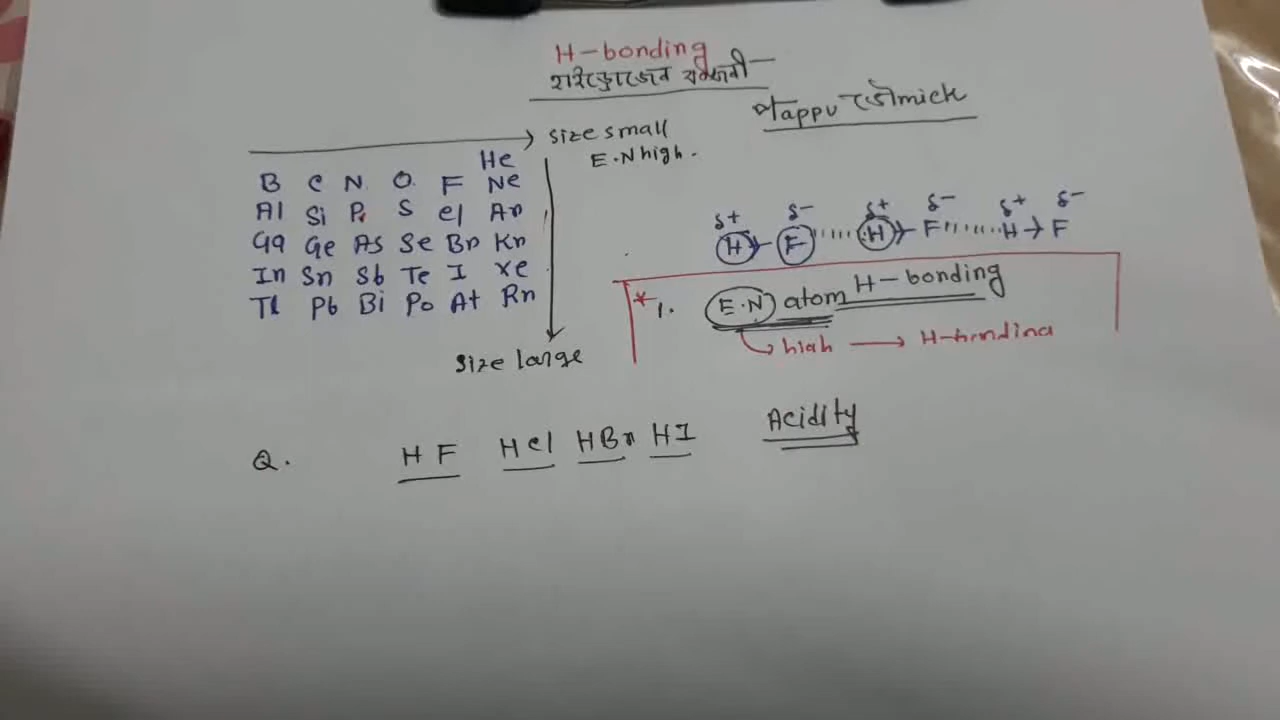 H-bonding
হাইড্রোজেন বন্ধনী
size small
E.N high.
He
B C N O F Ne
Al Si P S Cl Ar
Ga Ge As Se Br Kr
In Sn Sb Te I Xe
Tl Pb Bi Po At Rn
size large
δ+ δ- δ+ δ- δ+ δ-
H F H F H F
* 1. E.N atom H-bonding
high H-bonding
Q. HF HCl HBr HI Acidity